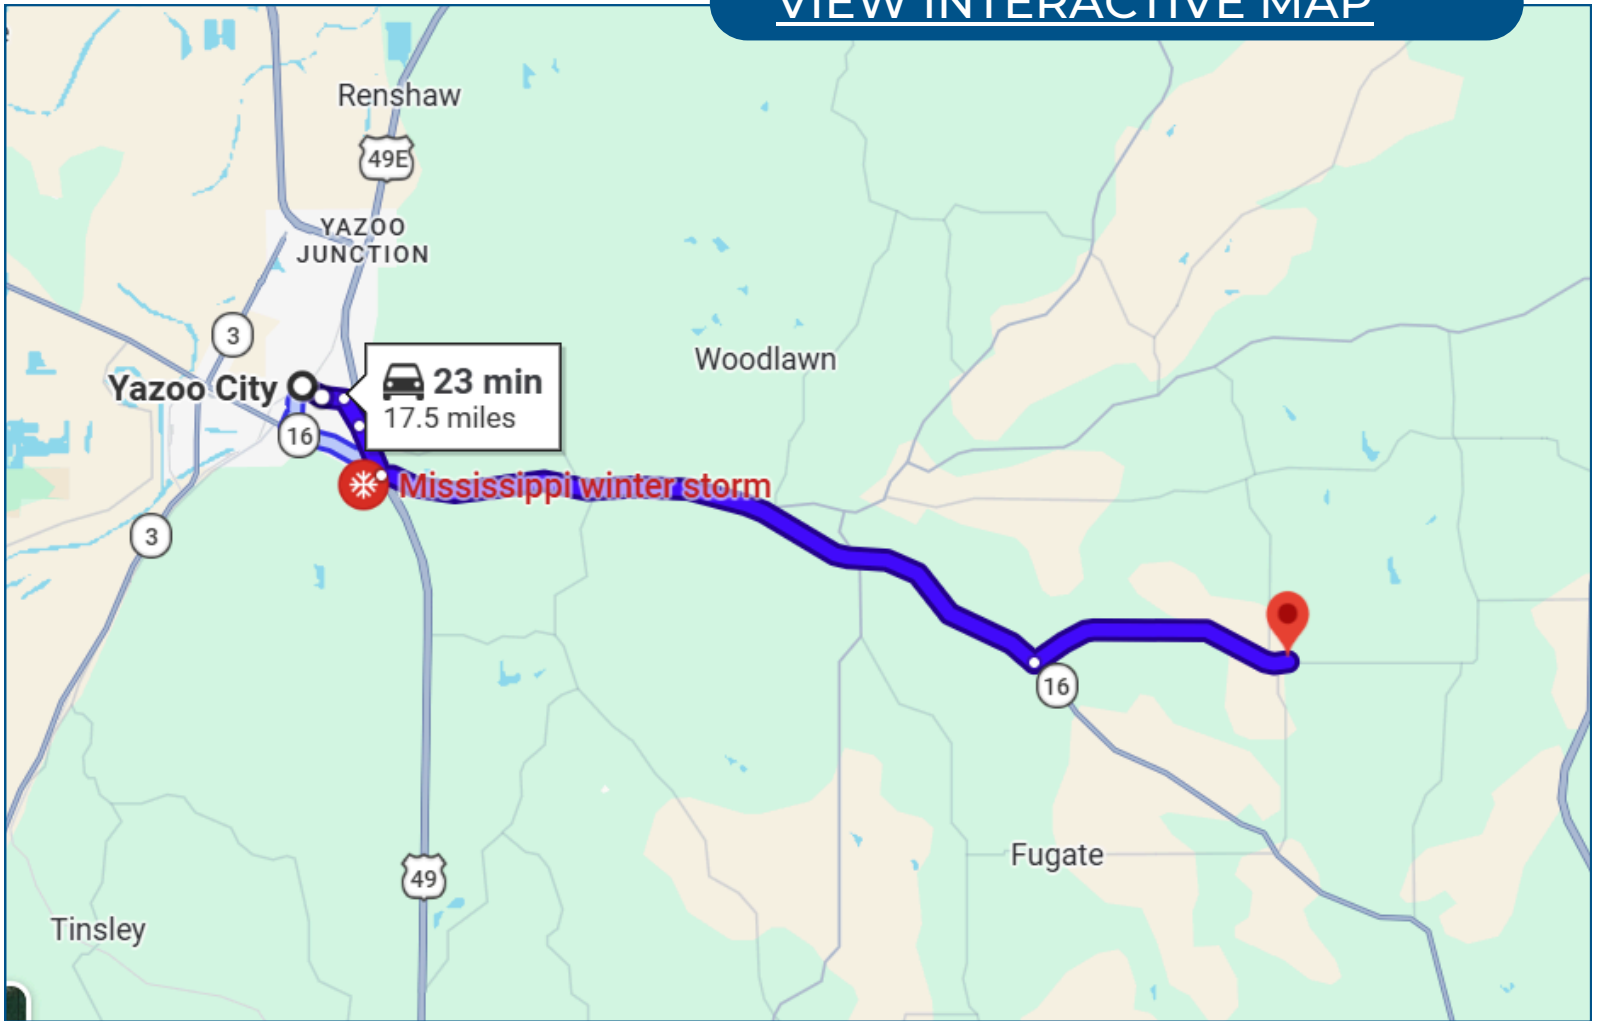 VIEW INTERACTIVE MAP
Renshaw
49E
YAZOO
JUNCTION
3
Woodlawn
Yazoo City
23 min
17.5 miles
16
Mississippi winter storm
3
16
Fugate
49
Tinsley